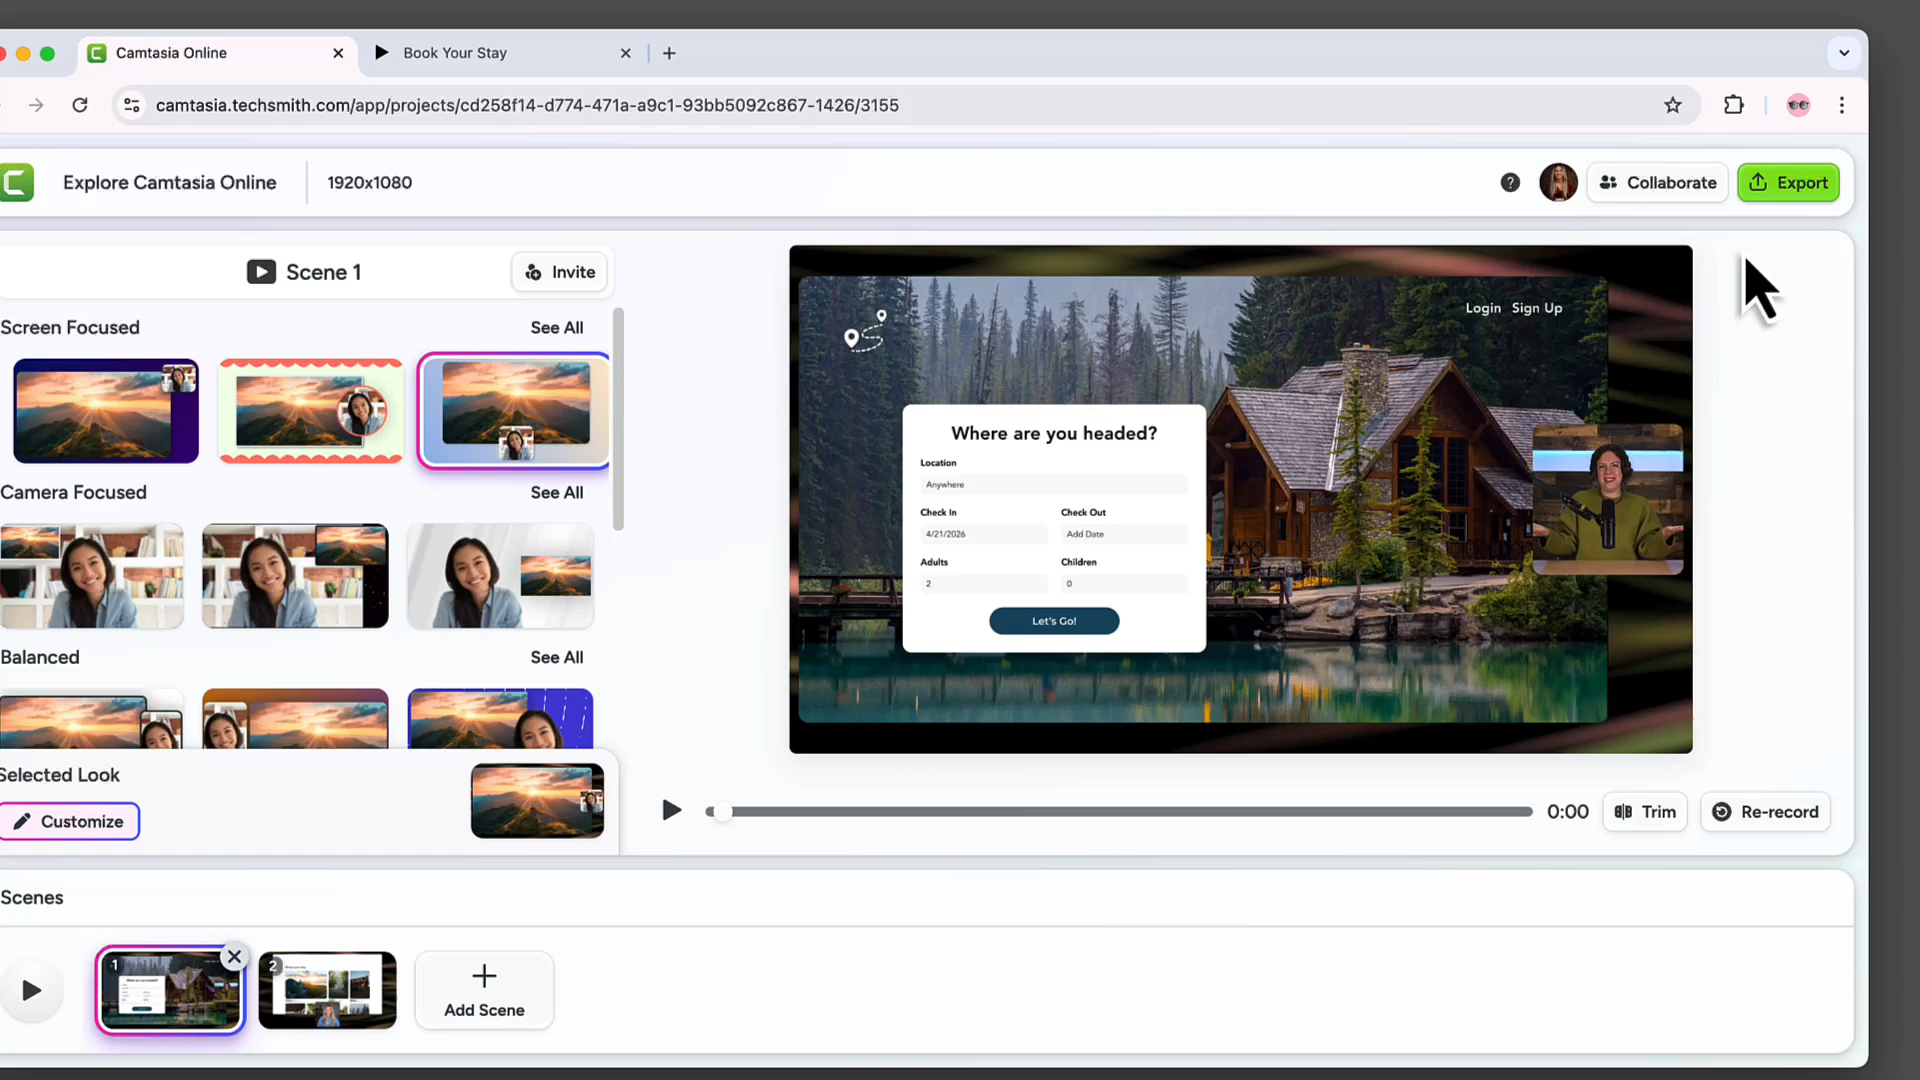 Camtasia Online
Book Your Stay
camtasia.techsmith.com/app/projects/cd258f14-d774-471a-a9c1-93bb5092c867-1426/3155
Explore Camtasia Online
1920x1080
Collaborate
Export
Scene 1
Invite
Screen Focused
See All
Camera Focused
See All
Balanced
See All
Selected Look
Customize
Login Sign Up
Where are you headed?
Location
Anywhere
Check In
Check Out
4/21/2026
Add Date
Adults
Children
2
0
Let's Go!
0:00
Trim
Re-record
Scenes
1
2
Add Scene